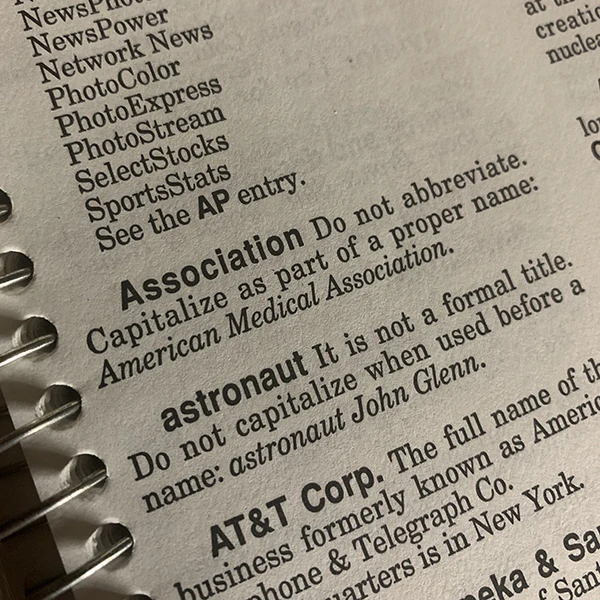 NewsPower
Network News
PhotoColor
PhotoExpress
PhotoStream
SelectStocks
SportsStats
See the AP entry.
Association Do not abbreviate.
Capitalize as part of a proper name:
American Medical Association.
astronaut It is not a formal title.
Do not capitalize when used before a
name: astronaut John Glenn.
AT&T Corp. The full name of
business formerly known as
& Telegraph Co.
is in New York.
&
at